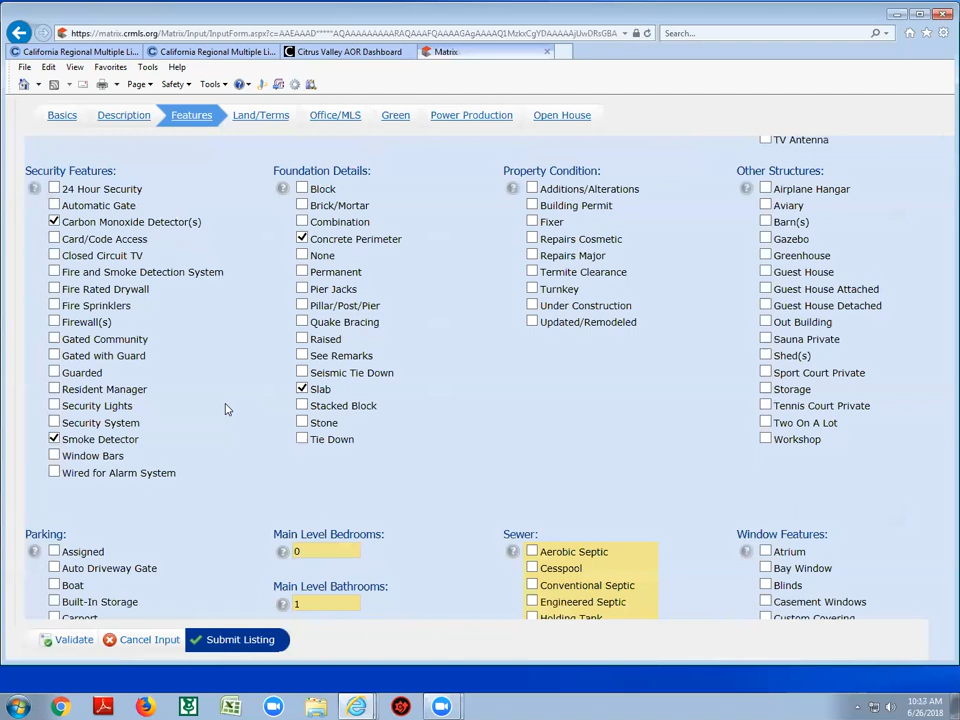 https://matrix.crmls.org/Matrix/Input/InputForm.aspx?c=AAEAAAD*****AQAAAAAAAAARAQAAAFQAAAAGAgAAAAQ1MzkrCgYDAAAAAAjUwDRsGBA
Search...
California Regional Multiple Li...
California Regional Multiple Li...
Citrus Valley AOR Dashboard
Matrix
File Edit View Favorites Tools Help
Page Safety Tools
Basics Description Features Land/Terms Office/MLS Green Power Production Open House
TV Antenna
Security Features:
24 Hour Security
Automatic Gate
Carbon Monoxide Detector(s)
Card/Code Access
Closed Circuit TV
Fire and Smoke Detection System
Fire Rated Drywall
Fire Sprinklers
Firewall(s)
Gated Community
Gated with Guard
Guarded
Resident Manager
Security Lights
Security System
Smoke Detector
Window Bars
Wired for Alarm System
Foundation Details:
Block
Brick/Mortar
Combination
Concrete Perimeter
None
Permanent
Pier Jacks
Pillar/Post/Pier
Quake Bracing
Raised
See Remarks
Seismic Tie Down
Slab
Stacked Block
Stone
Tie Down
Property Condition:
Additions/Alterations
Building Permit
Fixer
Repairs Cosmetic
Repairs Major
Termite Clearance
Turnkey
Under Construction
Updated/Remodeled
Other Structures:
Airplane Hangar
Aviary
Barn(s)
Gazebo
Greenhouse
Guest House
Guest House Attached
Guest House Detached
Out Building
Sauna Private
Shed(s)
Sport Court Private
Storage
Tennis Court Private
Two On A Lot
Workshop
Parking:
Assigned
Auto Driveway Gate
Boat
Built-In Storage
Carport
Main Level Bedrooms:
0
Main Level Bathrooms:
1
Sewer:
Aerobic Septic
Cesspool
Conventional Septic
Engineered Septic
Holding Tank
Window Features:
Atrium
Bay Window
Blinds
Casement Windows
Custom Covering
Validate Cancel Input Submit Listing
10:13 AM
6/26/2018